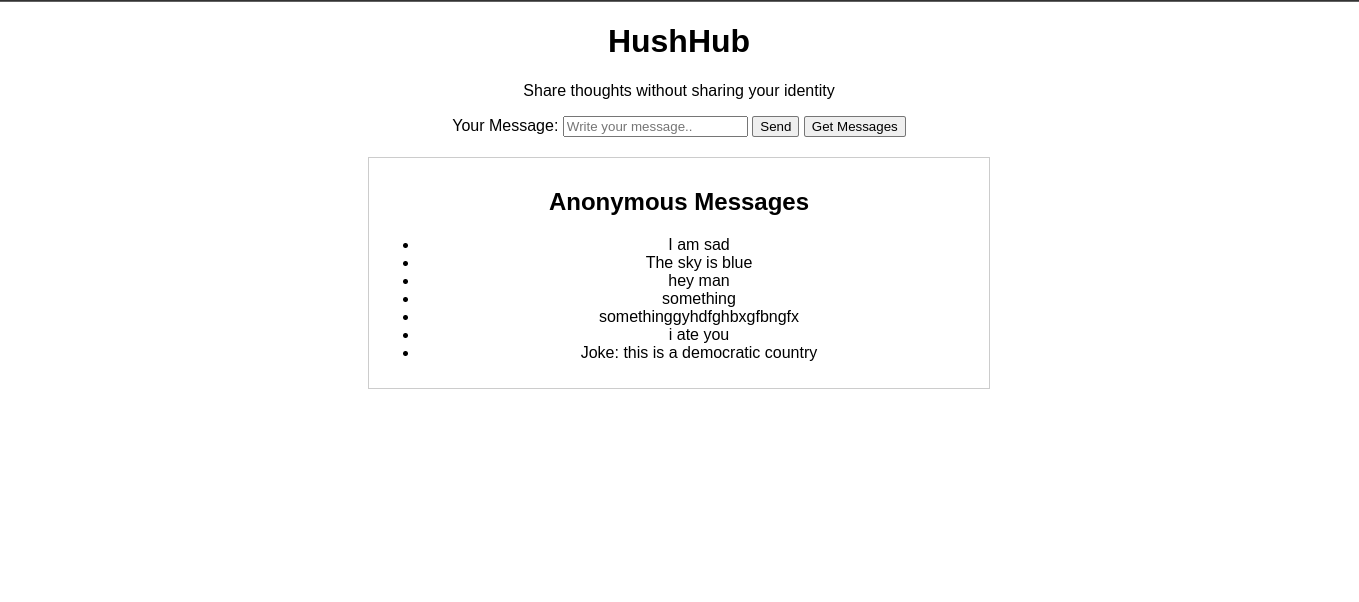 HushHub
Share thoughts without sharing your identity
Your Message: Write your message.. Send Get Messages
Anonymous Messages
I am sad
The sky is blue
hey man
something
somethinggyhdfghbxgfbngfx
i ate you
Joke: this is a democratic country